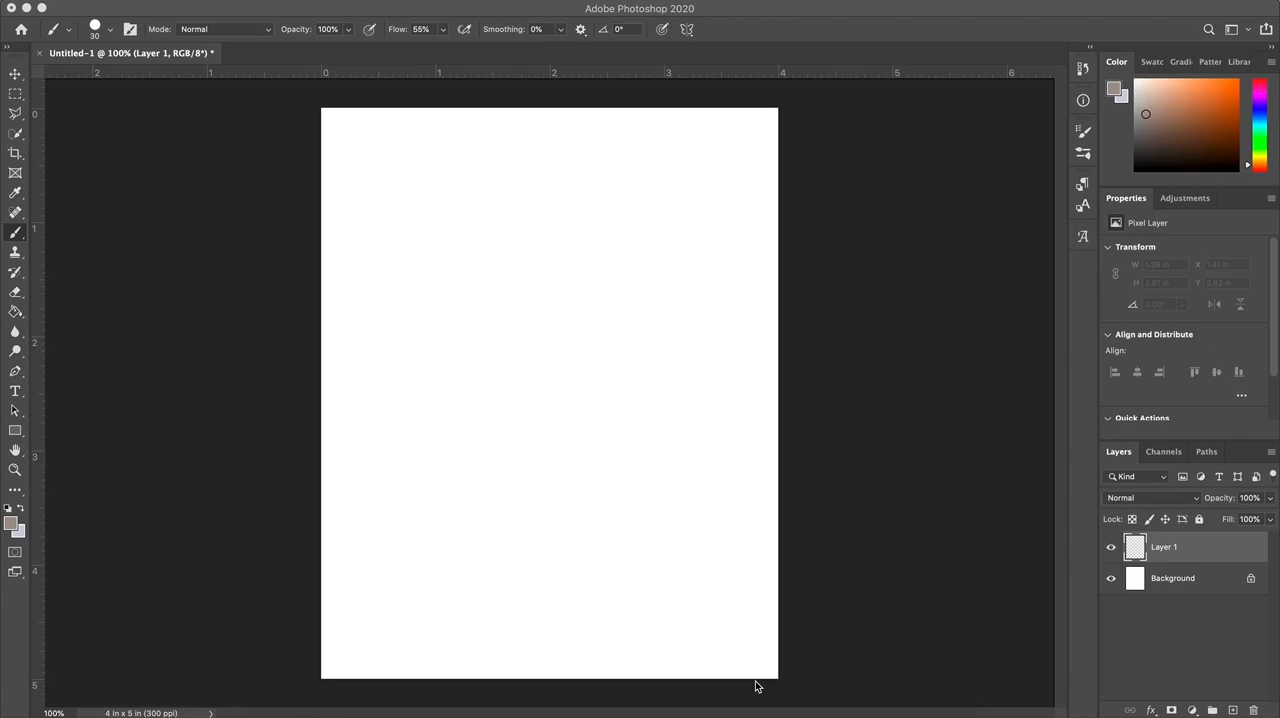 Adobe Photoshop 2020
30 Mode: Normal Opacity: 100% Flow: 55% Smoothing: 0% 0°
Untitled-1 @ 100% (Layer 1, RGB/8*) *
2 1 0 1 2 3 4 5 6
0
1
2
3
4
5
Color Swatc Gradi Patter Librar
Properties Adjustments
Pixel Layer
Transform
W 1.39 in X 1.41 in
H 2.81 in Y 0.82 in
0.00°
Align and Distribute
Align:
Quick Actions
Layers Channels Paths
Kind
Normal Opacity: 100%
Lock: Fill: 100%
Layer 1
Background
100% 4 in x 5 in (300 ppi)